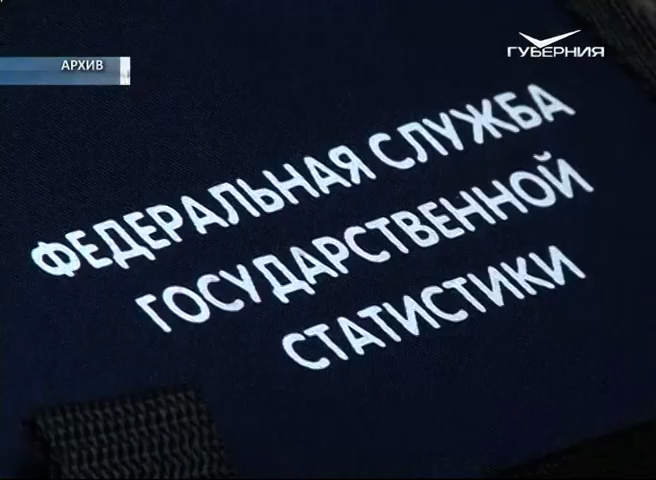 ГУБЕРНИЯ
АРХИВ
ФЕДЕРАЛЬНАЯ СЛУЖБА
ГОСУДАРСТВЕННОЙ
СТАТИСТИКИ